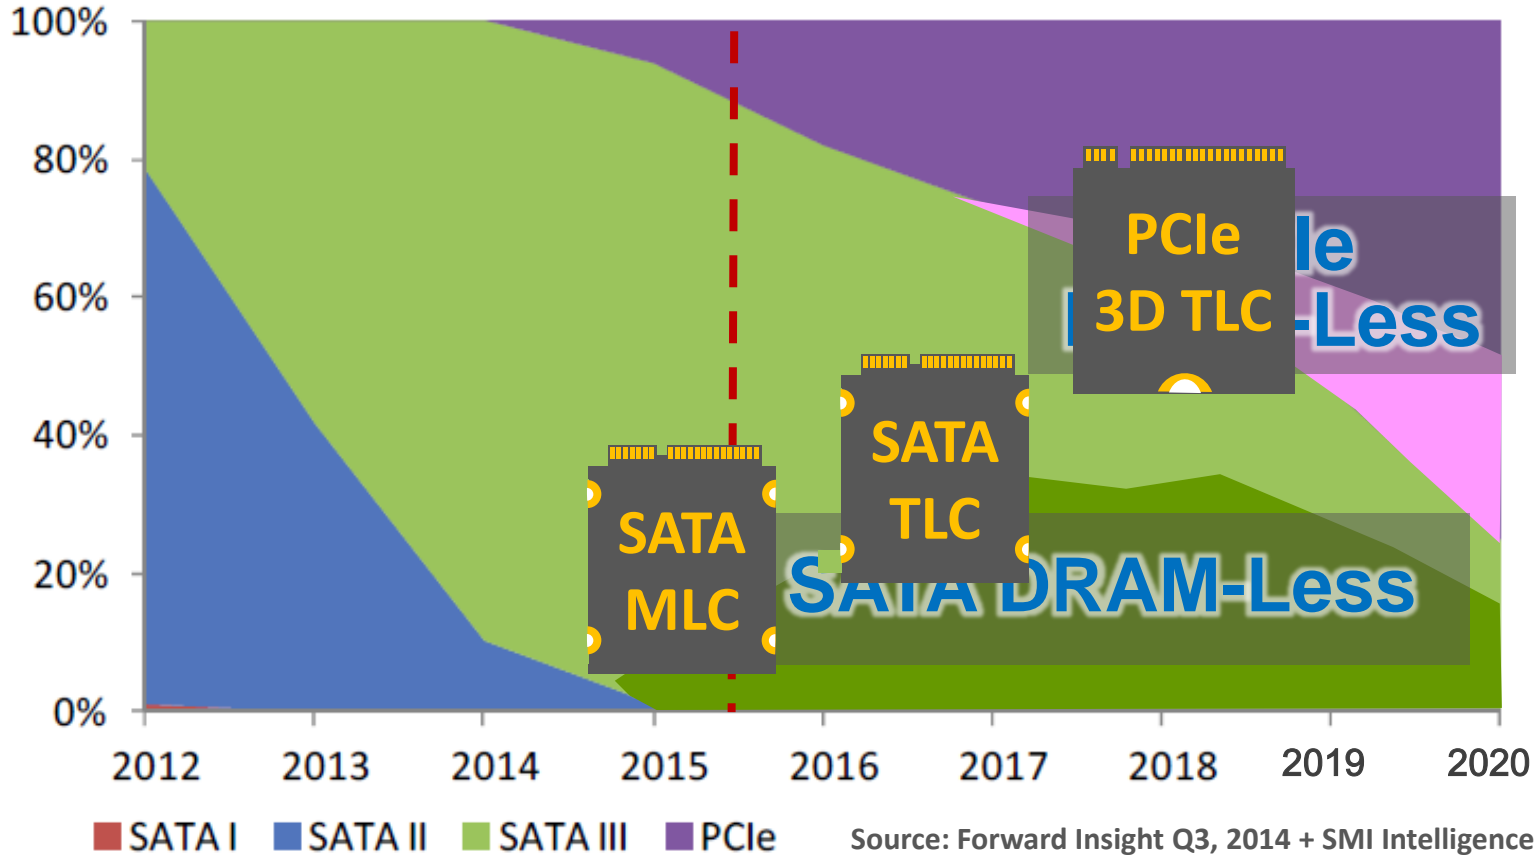 100%
80%
60%
40%
20%
0%
PCIe
3D TLC
Ie
-Less
SATA
TLC
SATA
MLC
SATA DRAM-Less
2012
2013
2014
2015
2016
2017
2018
2019
2020
SATA I
SATA II
SATA III
PCIe
Source: Forward Insight Q3, 2014 + SMI Intelligence